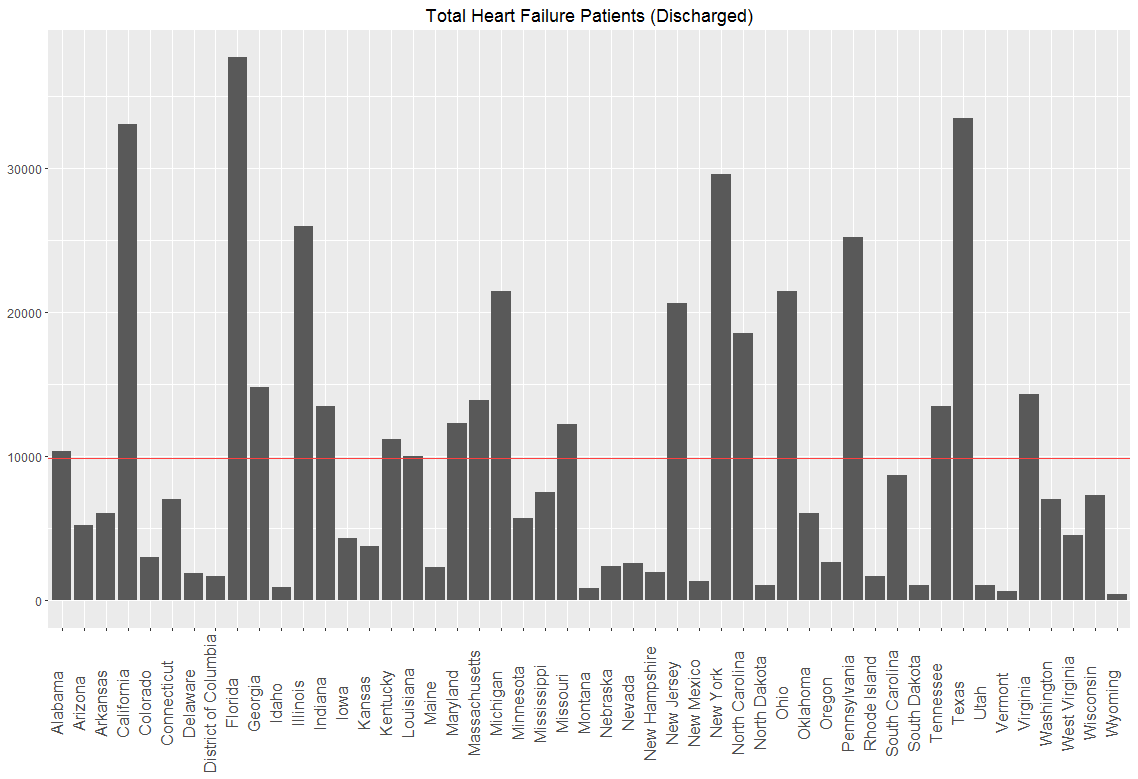 Total Heart Failure Patients (Discharged)
30000
20000
10000
0
Alabama
Arizona
Arkansas
California
Colorado
Connecticut
Delaware
District of Columbia
Florida
Georgia
Idaho
Illinois
Indiana
Iowa
Kansas
Kentucky
Louisiana
Maine
Maryland
Massachusetts
Michigan
Minnesota
Mississippi
Missouri
Montana
Nebraska
Nevada
New Hampshire
New Jersey
New Mexico
New York
North Carolina
North Dakota
Ohio
Oklahoma
Oregon
Pennsylvania
Rhode Island
South Carolina
South Dakota
Tennessee
Texas
Utah
Vermont
Virginia
Washington
West Virginia
Wisconsin
Wyoming